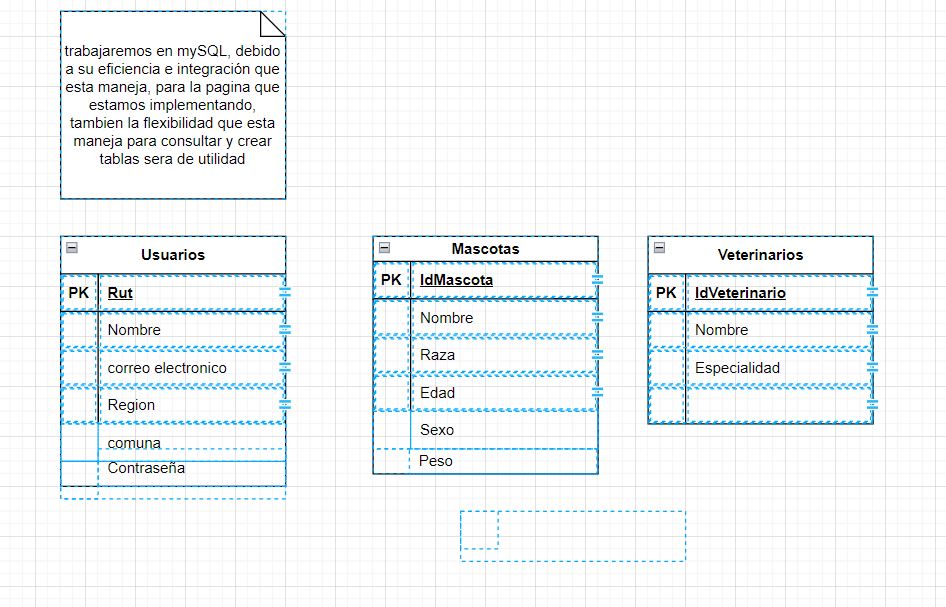 trabajaremos en mySQL, debido
a su eficiencia e integración que
esta maneja, para la pagina que
estamos implementando,
tambien la flexibilidad que esta
maneja para consultar y crear
tablas sera de utilidad
Usuarios
PK Rut
Nombre
correo electronico
Region
comuna
Contraseña
Mascotas
PK IdMascota
Nombre
Raza
Edad
Sexo
Peso
Veterinarios
PK IdVeterinario
Nombre
Especialidad